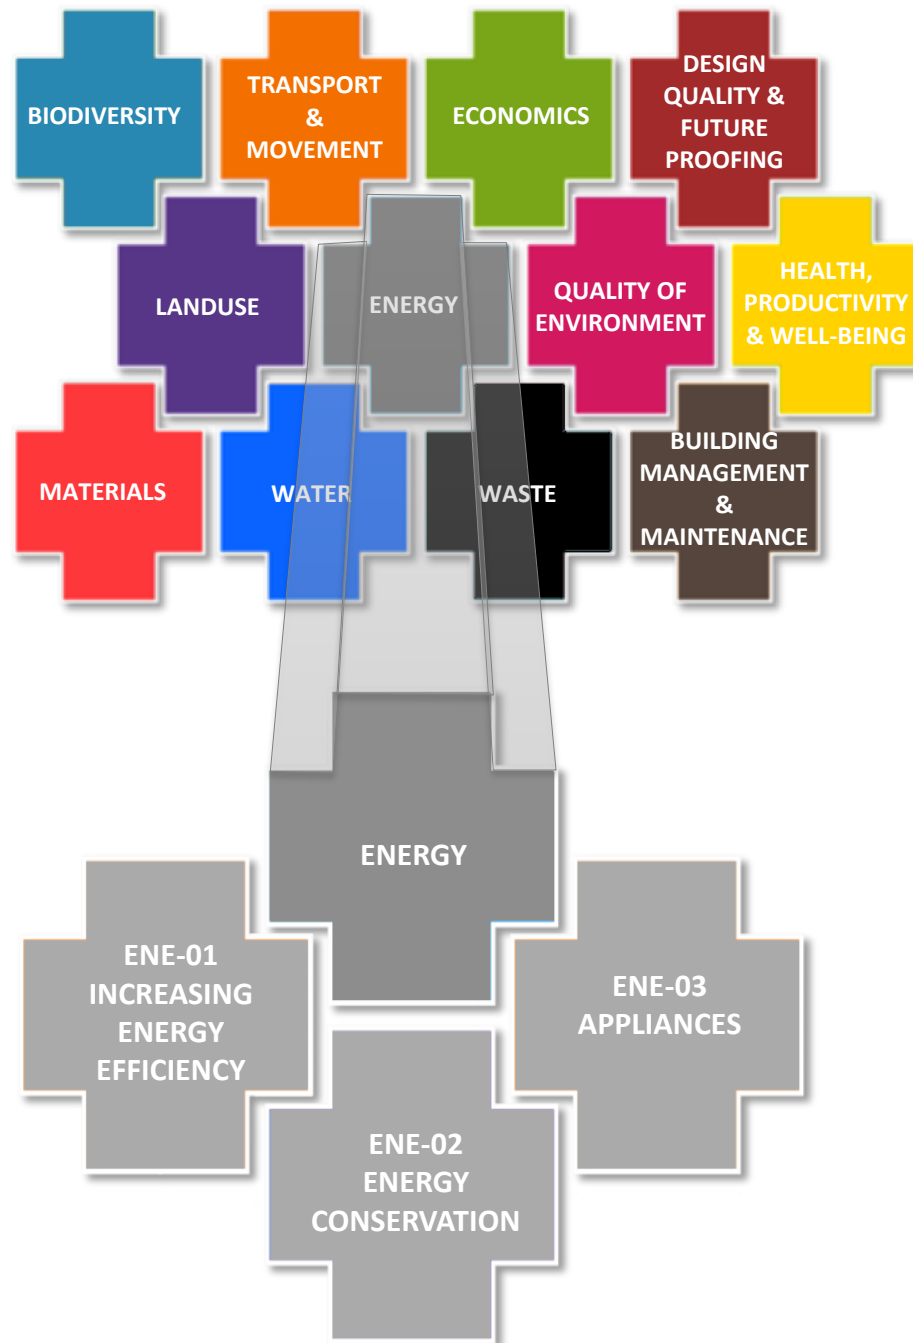 BIODIVERSITY
TRANSPORT
&
MOVEMENT
ECONOMICS
DESIGN
QUALITY &
FUTURE
PROOFING
LANDUSE
ENERGY
QUALITY OF
ENVIRONMENT
HEALTH,
PRODUCTIVITY
& WELL-BEING
MATERIALS
WATER
WASTE
BUILDING
MANAGEMENT
&
MAINTENANCE
ENERGY
ENE-01
INCREASING
ENERGY
EFFICIENCY
ENE-03
APPLIANCES
ENE-02
ENERGY
CONSERVATION